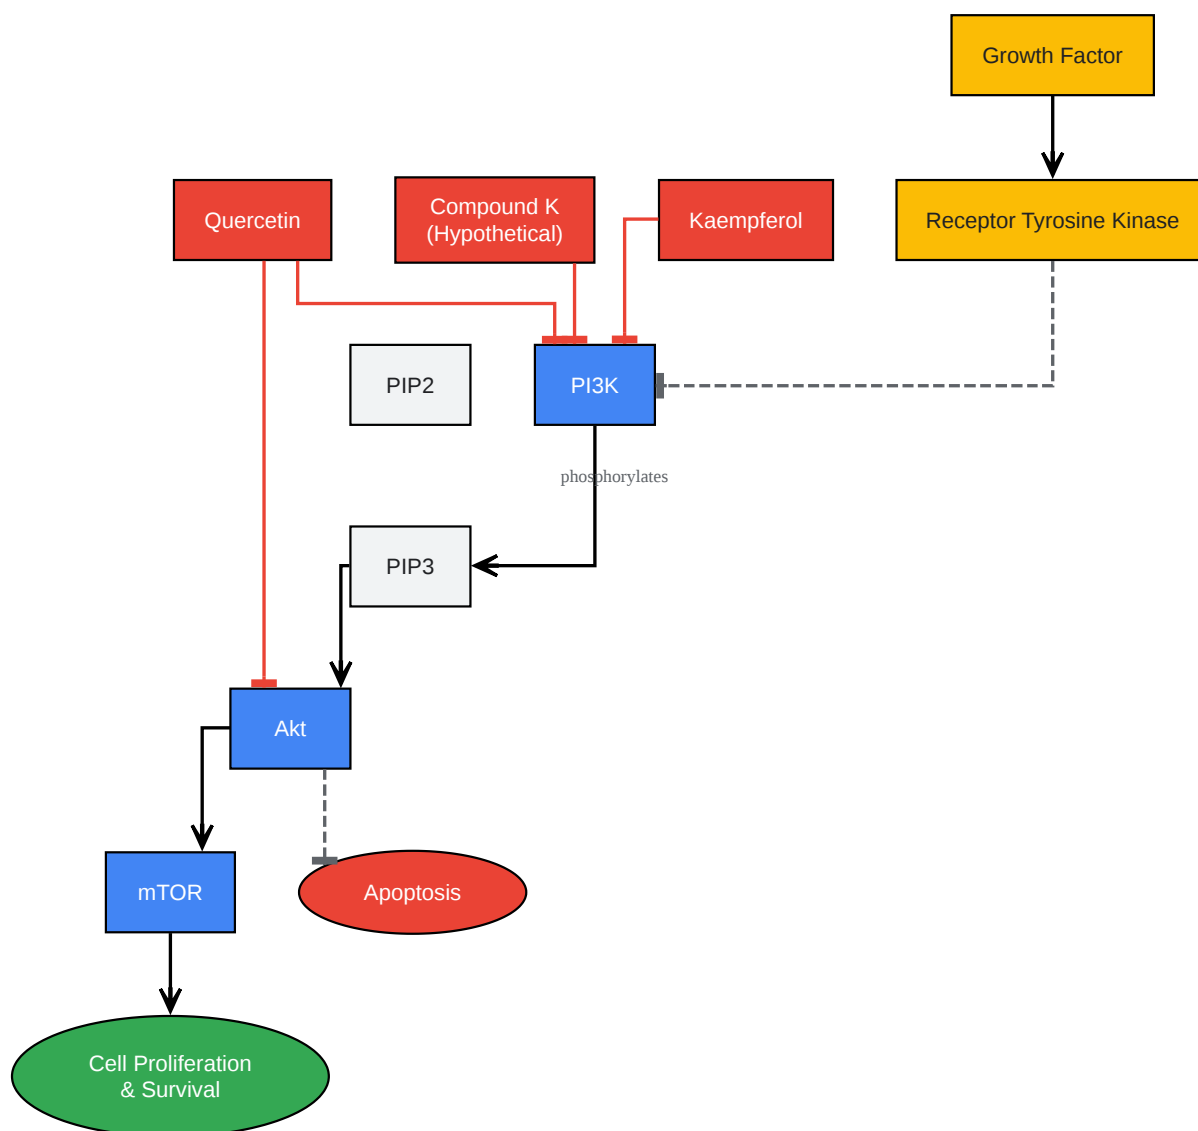 Growth Factor
Quercetin
Compound K
(Hypothetical)
Kaempferol
Receptor Tyrosine Kinase
PIP2
PI3K
phosphorylates
PIP3
Akt
mTOR
Apoptosis
Cell Proliferation
& Survival